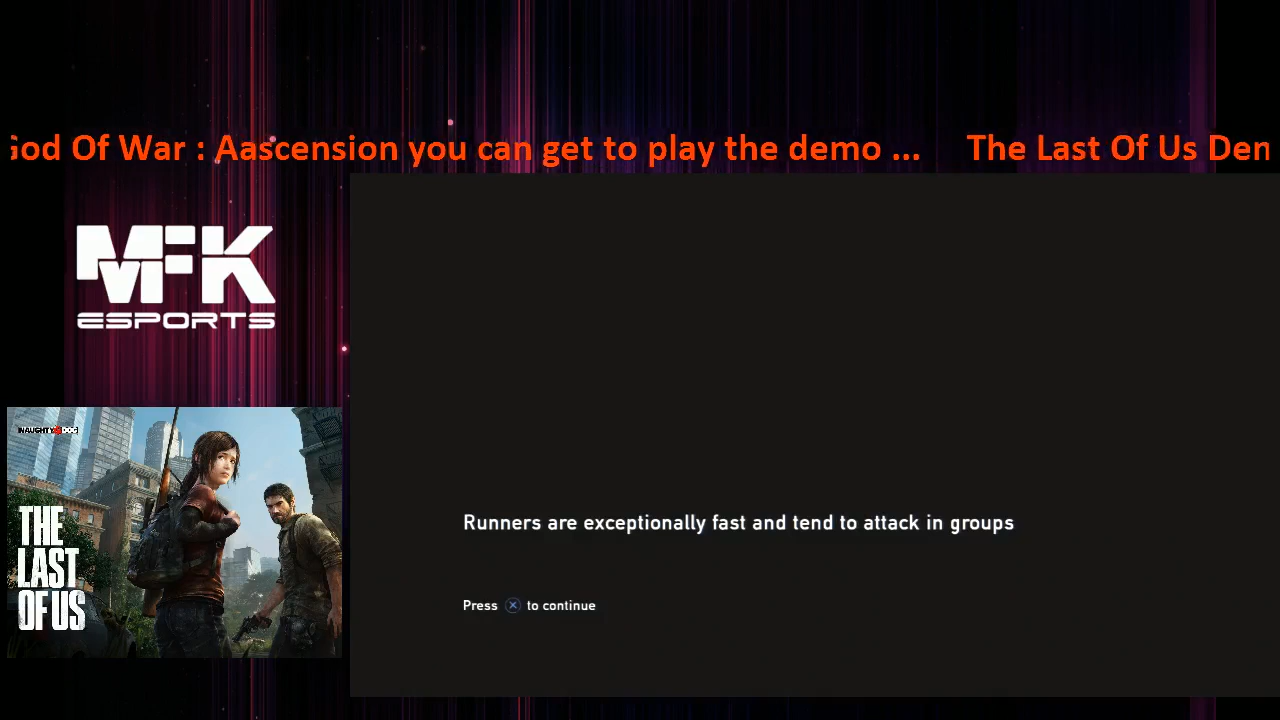 God Of War : Aascension you can get to play the demo ... The Last Of Us Dem
MFK
ESPORTS
NAUGHTY DOG
THE
LAST
OF US
Runners are exceptionally fast and tend to attack in groups
Press ⓧ to continue